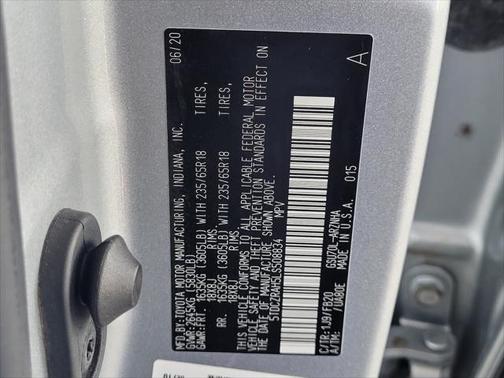 MFD BY: TOYOTA MOTOR MANUFACTURING, INDIANA, INC. 06/20
GVWR: 2645KG (5830LB)
GAWR: FRT. 1635KG (3605LB) WITH 235/65R18 TIRES,
18X8J RIMS,
RR. 1635KG (3605LB) WITH 235/65R18 TIRES,
18X8J RIMS,
THIS VEHICLE CONFORMS TO ALL APPLICABLE FEDERAL MOTOR
VEHICLE SAFETY AND THEFT PREVENTION STANDARDS IN EFFECT ON
THE DATE OF MANUFACTURE SHOWN ABOVE.
MPV
A
C/TR: 1J9/FB20 GSU70L-
A/TM: MADE IN U.S.A. 015